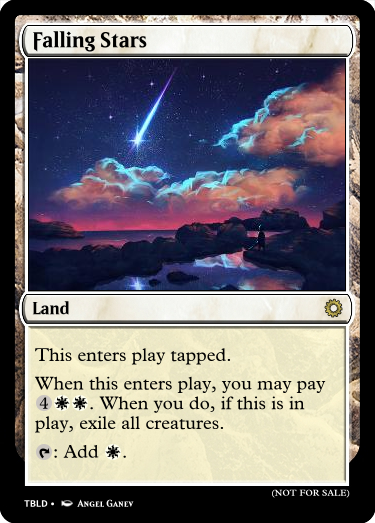 Falling Stars
Land
This enters play tapped.
When this enters play, you may pay
4. When you do, if this is in
play, exile all creatures.
: Add .
(NOT FOR SALE)
TBLD • Angel Ganev